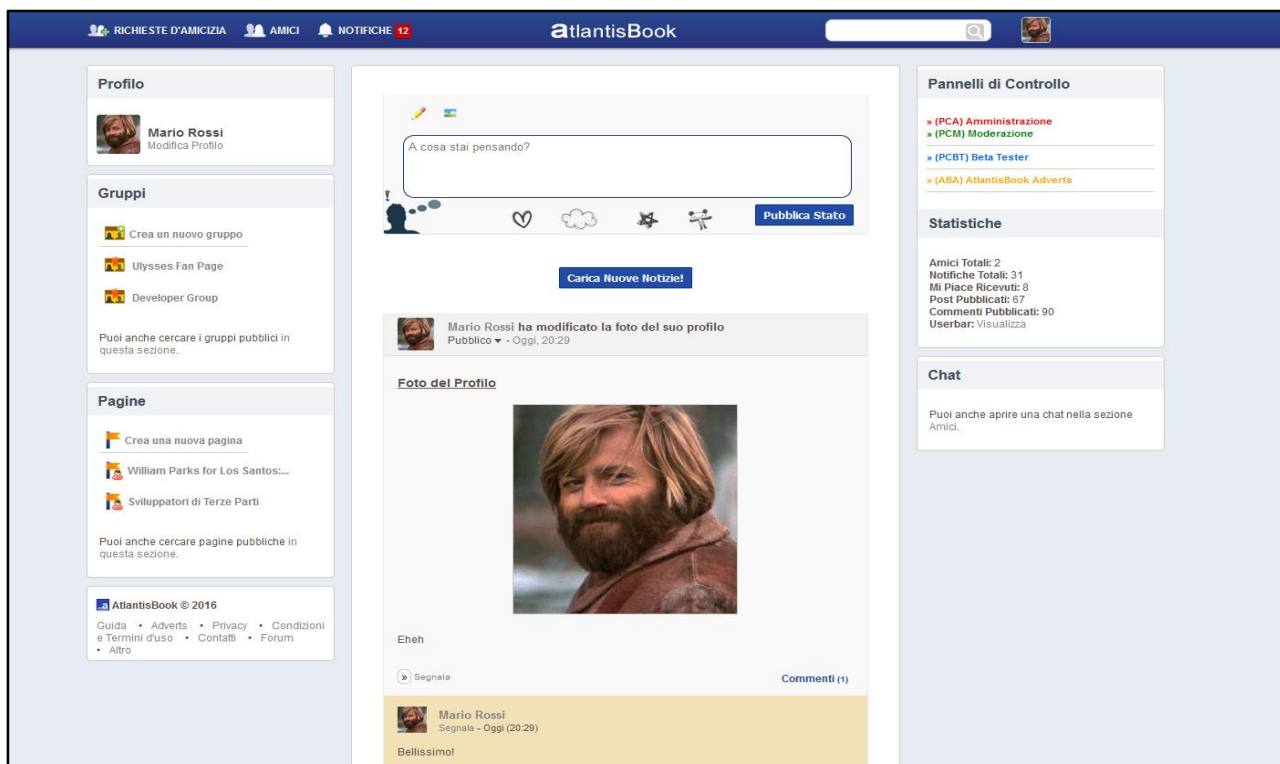 RICHIESTE D'AMICIZIA AMICI NOTIFICHE 12
atlantisBook
Profilo
Mario Rossi
Modifica Profilo
Gruppi
Crea un nuovo gruppo
Ulysses Fan Page
Developer Group
Puoi anche cercare i gruppi pubblici in
questa sezione.
Pagine
Crea una nuova pagina
William Parks for Los Santos:...
Sviluppatori di Terze Parti
Puoi anche cercare pagine pubbliche in
questa sezione.
a AtlantisBook © 2016
Guida • Adverts • Privacy • Condizioni
e Termini d'uso • Contatti • Forum
• Altro
A cosa stai pensando?
!
Pubblica Stato
Carica Nuove Notizie!
Mario Rossi ha modificato la foto del suo profilo
Pubblico ▾ - Oggi, 20:29
Foto del Profilo
Eheh
» Segnala
Commenti (1)
Mario Rossi
Segnala - Oggi (20:29)
Bellissimo!
Pannelli di Controllo
» (PCA) Amministrazione
» (PCM) Moderazione
» (PCBT) Beta Tester
» (ABA) AtlantisBook Adverts
Statistiche
Amici Totali: 2
Notifiche Totali: 31
Mi Piace Ricevuti: 8
Post Pubblicati: 67
Commenti Pubblicati: 90
Userbar: Visualizza
Chat
Puoi anche aprire una chat nella sezione
Amici.